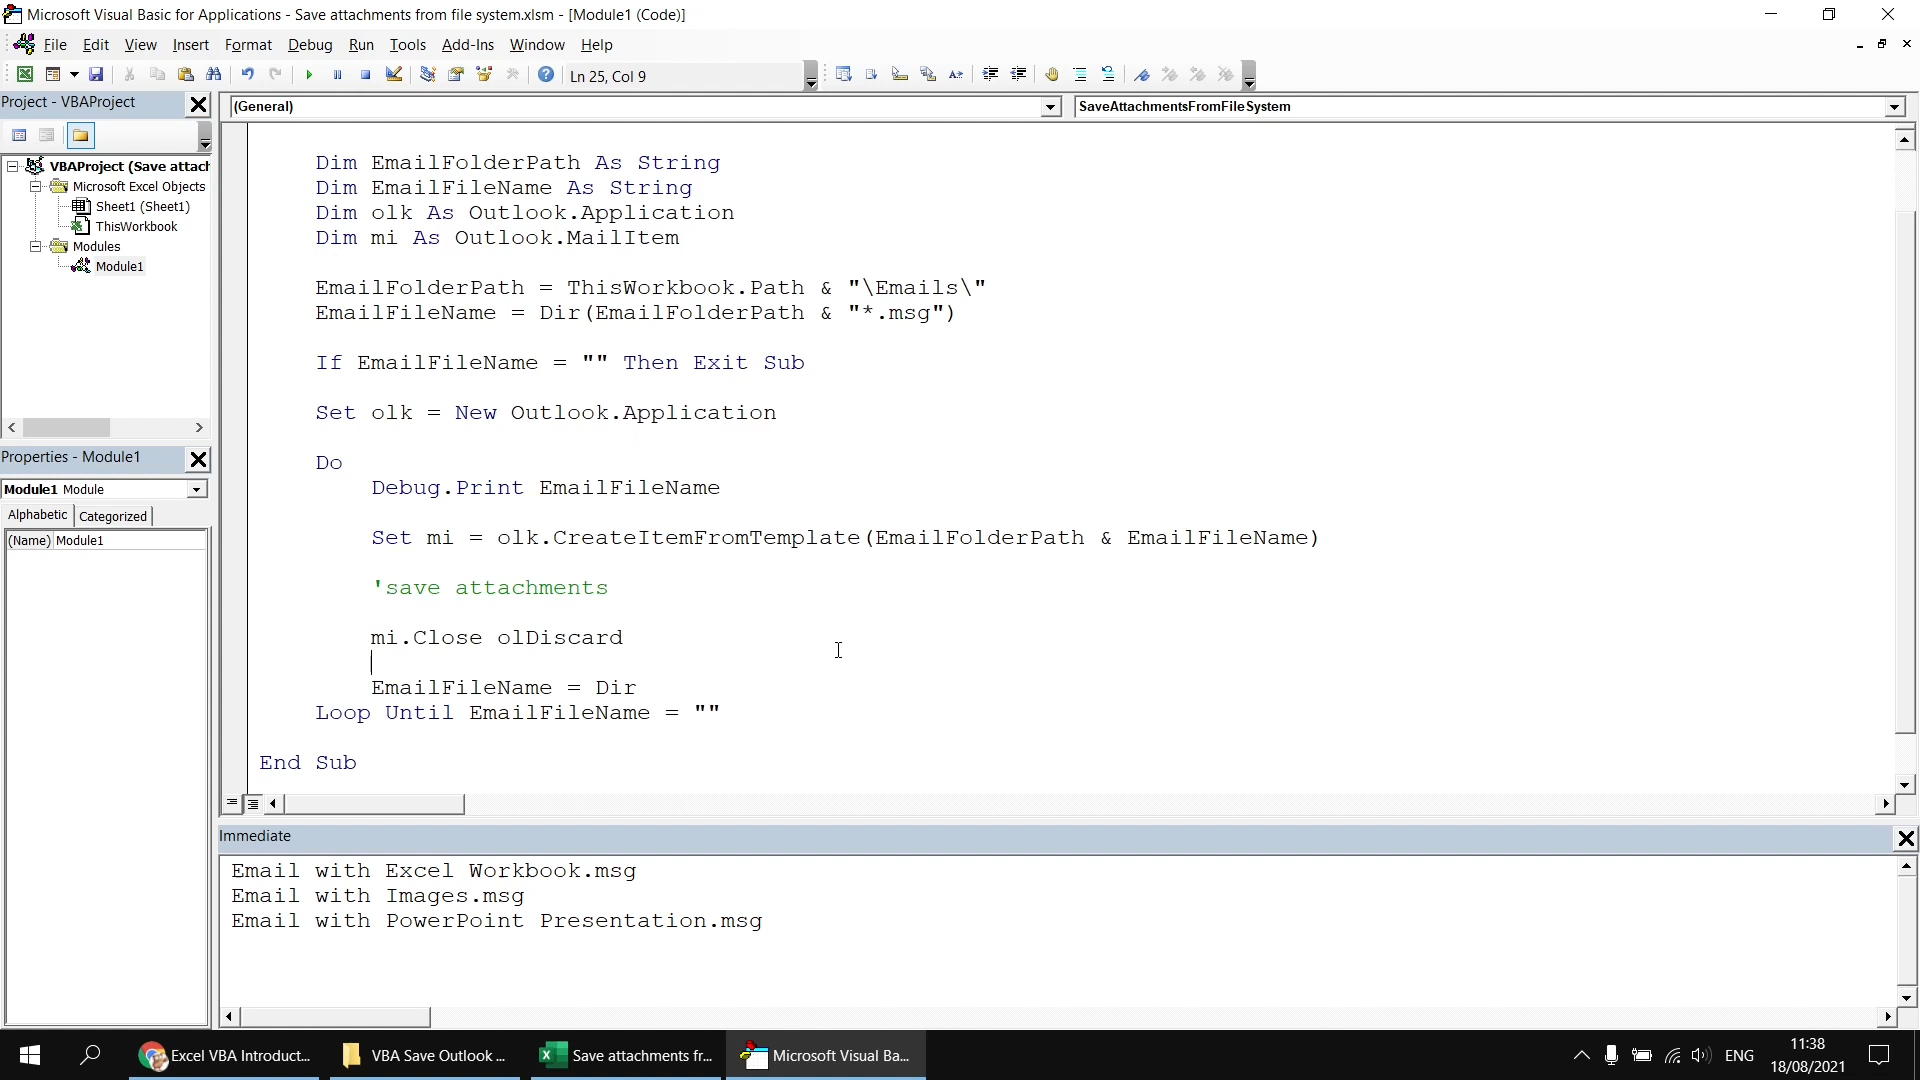 Microsoft Visual Basic for Applications - Save attachments from file system.xlsm - [Module1 (Code)]
File Edit View Insert Format Debug Run Tools Add-Ins Window Help
Ln 25, Col 9
Project - VBAProject
(General)
SaveAttachmentsFromFileSystem
VBAProject (Save attach
Microsoft Excel Objects
Sheet1 (Sheet1)
ThisWorkbook
Modules
Module1
Properties - Module1
Module1 Module
Alphabetic Categorized
(Name) Module1
Dim EmailFolderPath As String
Dim EmailFileName As String
Dim olk As Outlook.Application
Dim mi As Outlook.MailItem
EmailFolderPath = ThisWorkbook.Path & "\Emails\"
EmailFileName = Dir(EmailFolderPath & "*.msg")
If EmailFileName = "" Then Exit Sub
Set olk = New Outlook.Application
Do
Debug.Print EmailFileName
Set mi = olk.CreateItemFromTemplate(EmailFolderPath & EmailFileName)
'save attachments
mi.Close olDiscard
EmailFileName = Dir
Loop Until EmailFileName = ""
End Sub
Immediate
Email with Excel Workbook.msg
Email with Images.msg
Email with PowerPoint Presentation.msg
Excel VBA Introduct...
VBA Save Outlook ...
Save attachments fr...
Microsoft Visual Ba...
ENG
11:38
18/08/2021